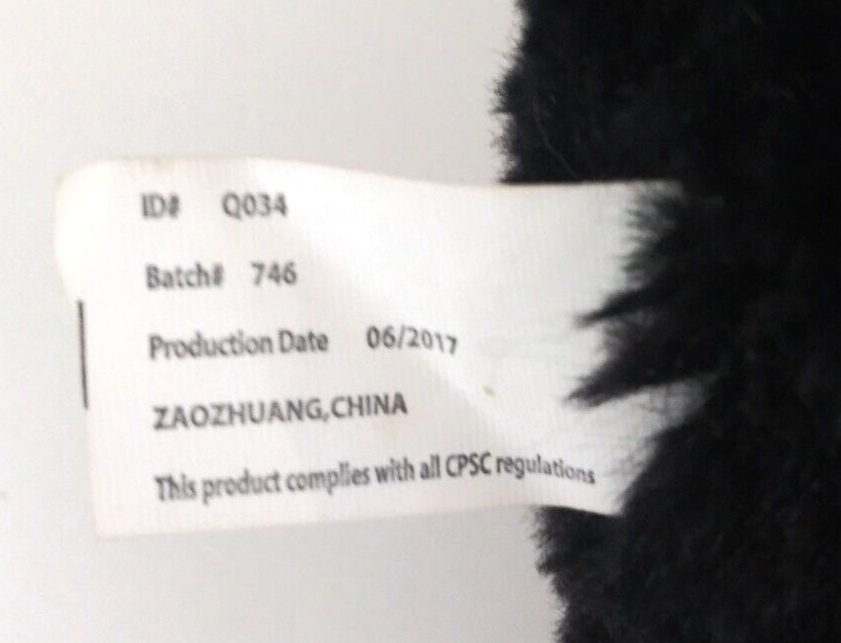 ID# Q034
Batch# 746
Production Date 06/2017
ZAOZHUANG,CHINA
This product complies with all CPSC regulations